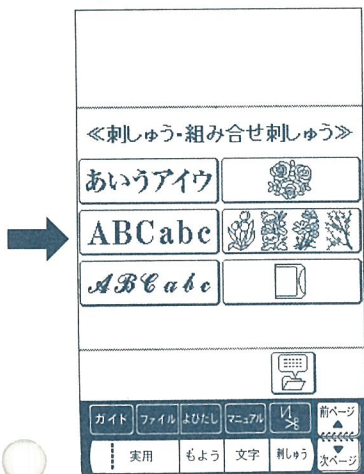 ≪刺しゅう・組み合せ刺しゅう≫
あいうアイウ
ABCabc
ABCabc
ガイド ファイル よびだし マニュアル 前ページ
実用 もよう 文字 刺しゅう 次ページ